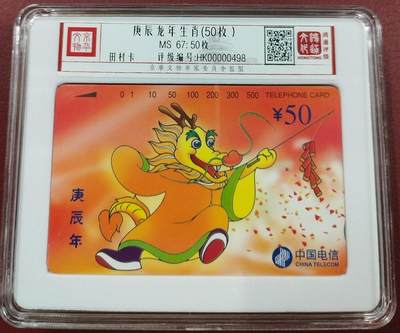 庚辰龙年生肖(50枚)
MS 67:50枚
田村卡 评级编号:HK00000498
0 1 10 50 100 200 300 500 TELEPHONE CARD
¥50
庚辰年
中国电信
CHINA TELECOM